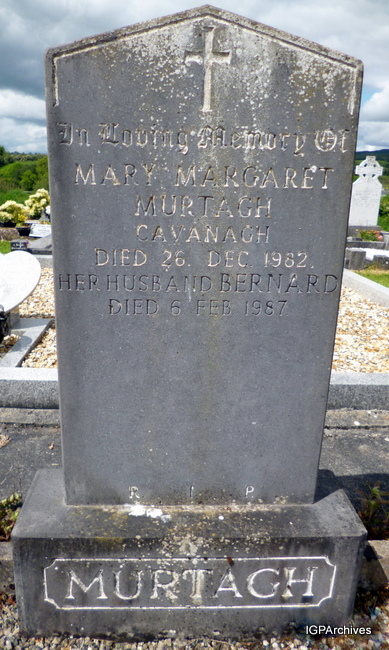 In Loving Memory Of
MARY MARGARET
MURTAGH
CAVANAGH
DIED 26. DEC. 1982.
HER HUSBAND BERNARD
DIED 6 FEB 1987
R I P
MURTAGH
IGPArchives